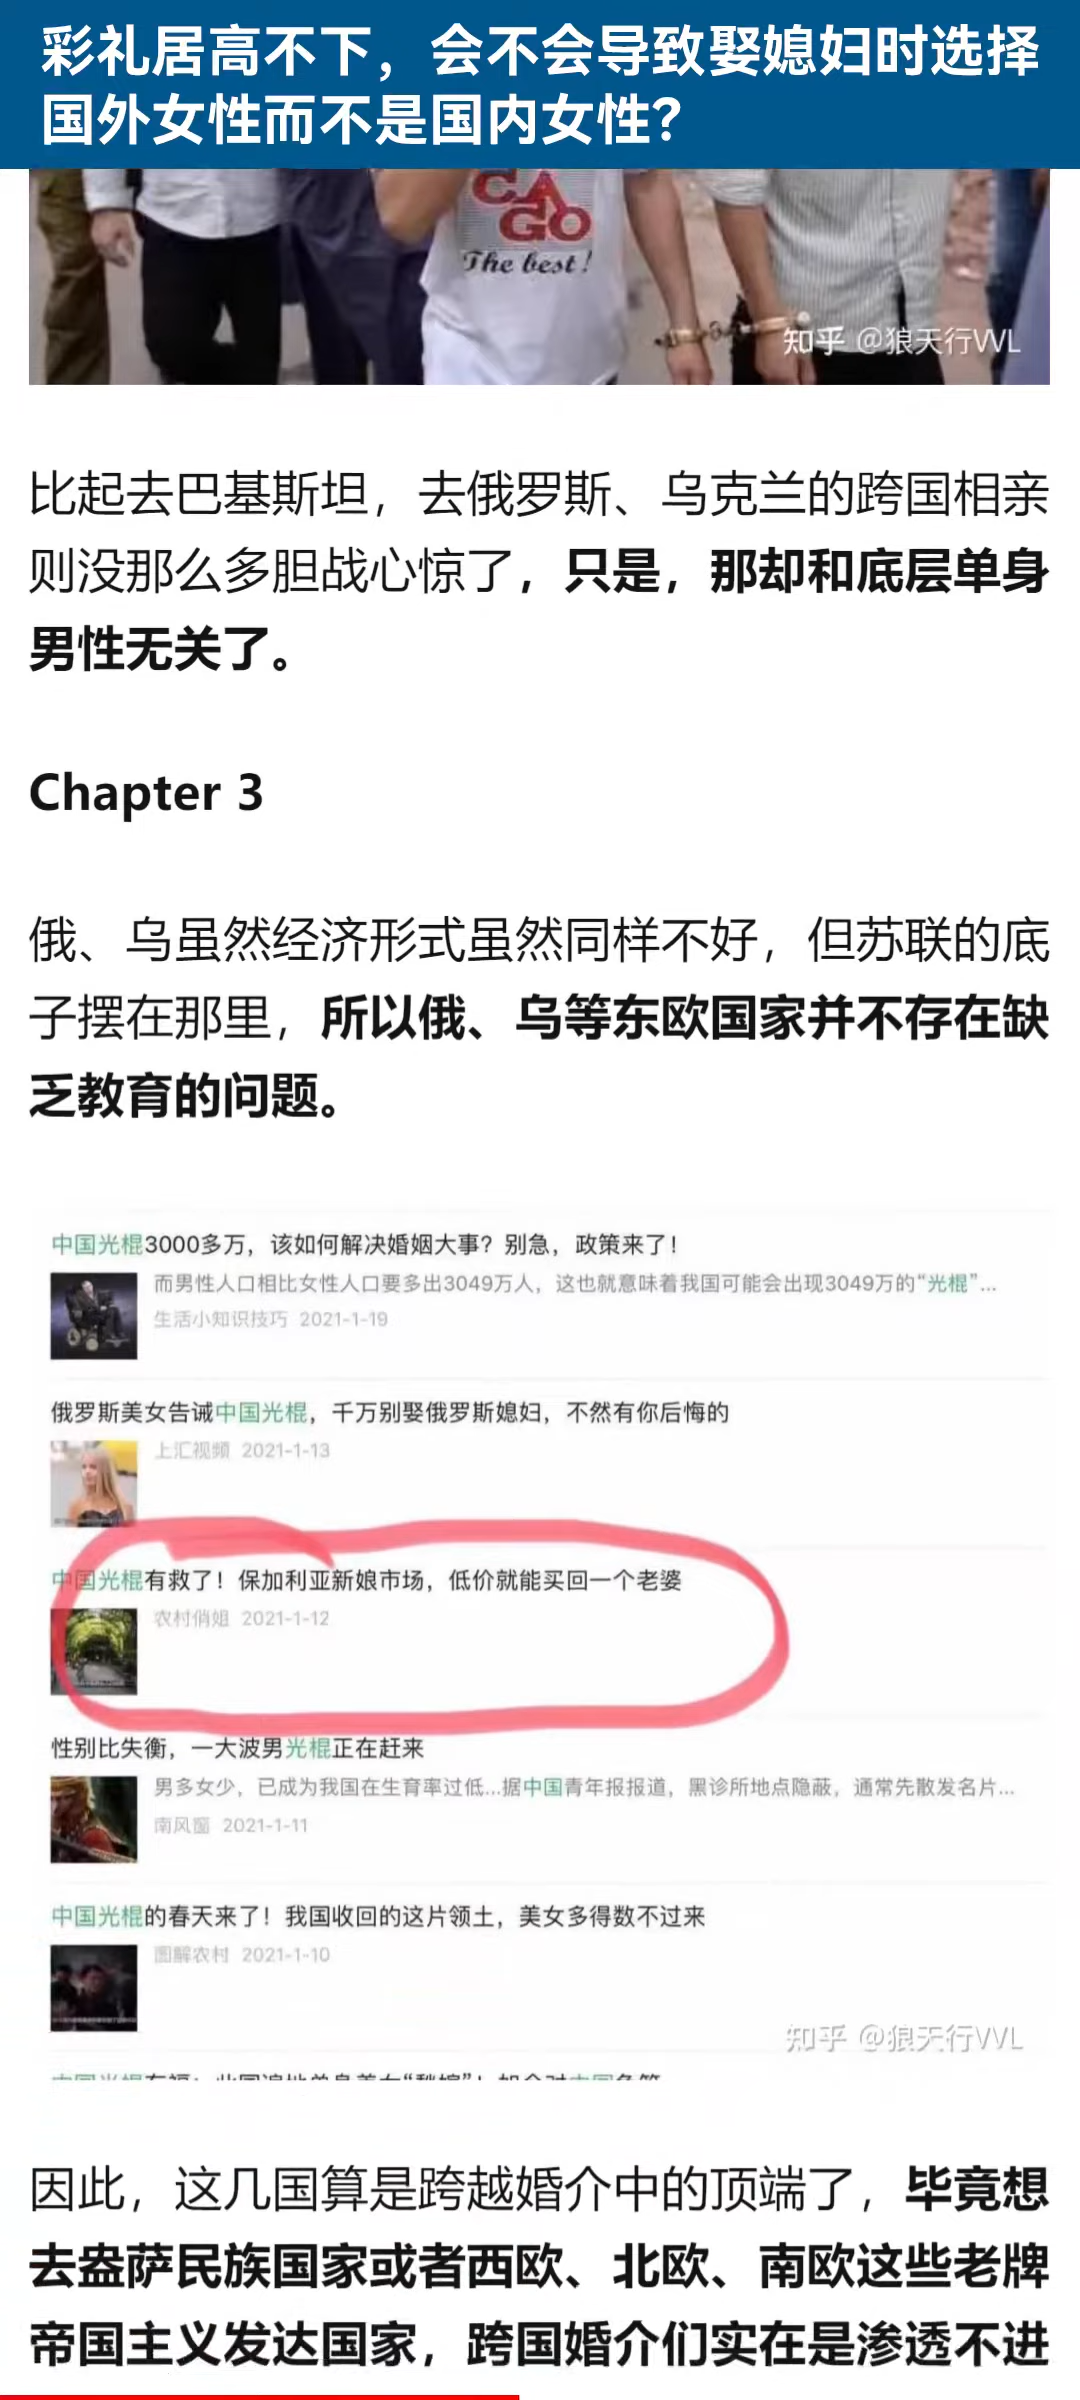 彩礼居高不下，会不会导致娶媳妇时选择
国外女性而不是国内女性？
CA
GO
The best!
知乎 @狼天行VVL
比起去巴基斯坦，去俄罗斯、乌克兰的跨国相亲
则没那么多胆战心惊了，只是，那却和底层单身
男性无关了。
Chapter 3
俄、乌虽然经济形式虽然同样不好，但苏联的底
子摆在那里，所以俄、乌等东欧国家并不存在缺
乏教育的问题。
中国光棍3000多万，该如何解决婚姻大事？别急，政策来了！
而男性人口相比女性人口要多出3049万人，这也就意味着我国可能会出现3049万的“光棍”...
生活小知识技巧 2021-1-19
俄罗斯美女告诫中国光棍，千万别娶俄罗斯媳妇，不然有你后悔的
上汇视频 2021-1-13
中国光棍有救了！保加利亚新娘市场，低价就能买回一个老婆
农村俏姐 2021-1-12
性别比失衡，一大波男光棍正在赶来
男多女少，已成为我国在生育率过低...据中国青年报报道，黑诊所地点隐蔽，通常先散发名片...
南风窗 2021-1-11
中国光棍的春天来了！我国收回的这片领土，美女多得数不过来
图解农村 2021-1-10
知乎 @狼天行VVL
因此，这几国算是跨越婚介中的顶端了，毕竟想
去盎萨民族国家或者西欧、北欧、南欧这些老牌
帝国主义发达国家，跨国婚介们实在是渗透不进